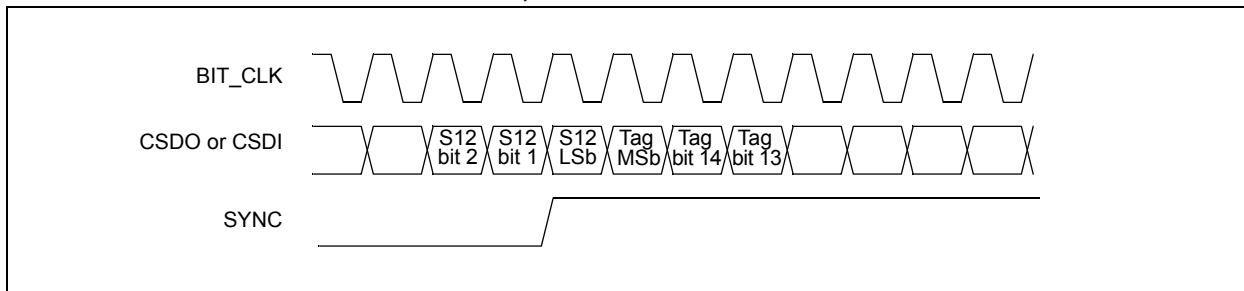 BIT_CLK
CSDO or CSDI
S12 bit 2
S12 bit 1
S12 LSb
Tag MSb
Tag bit 14
Tag bit 13
SYNC